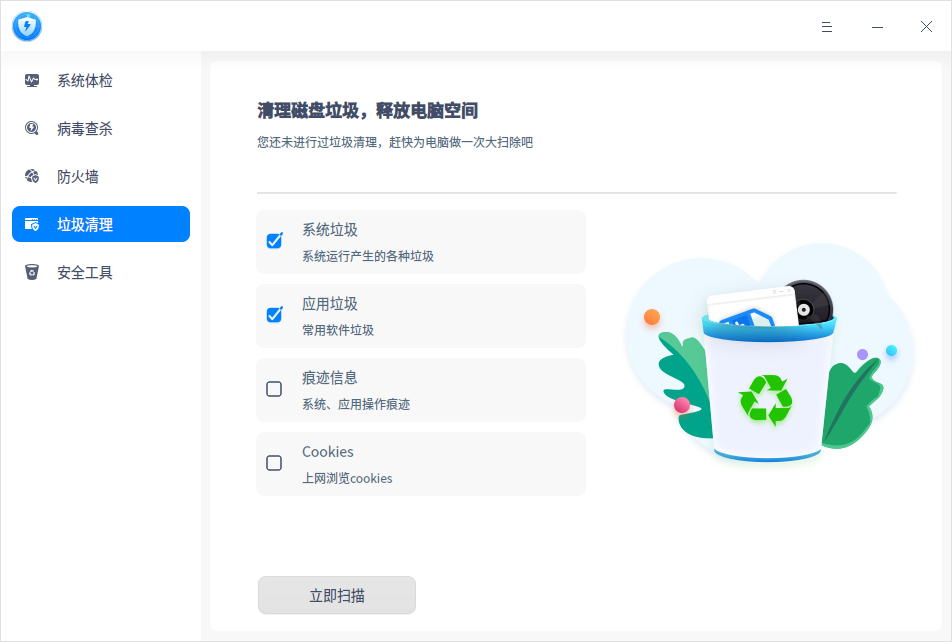 系统体检
病毒查杀
防火墙
垃圾清理
安全工具
清理磁盘垃圾，释放电脑空间
您还未进行过垃圾清理，赶快为电脑做一次大扫除吧
系统垃圾
系统运行产生的各种垃圾
应用垃圾
常用软件垃圾
痕迹信息
系统、应用操作痕迹
Cookies
上网浏览cookies
立即扫描